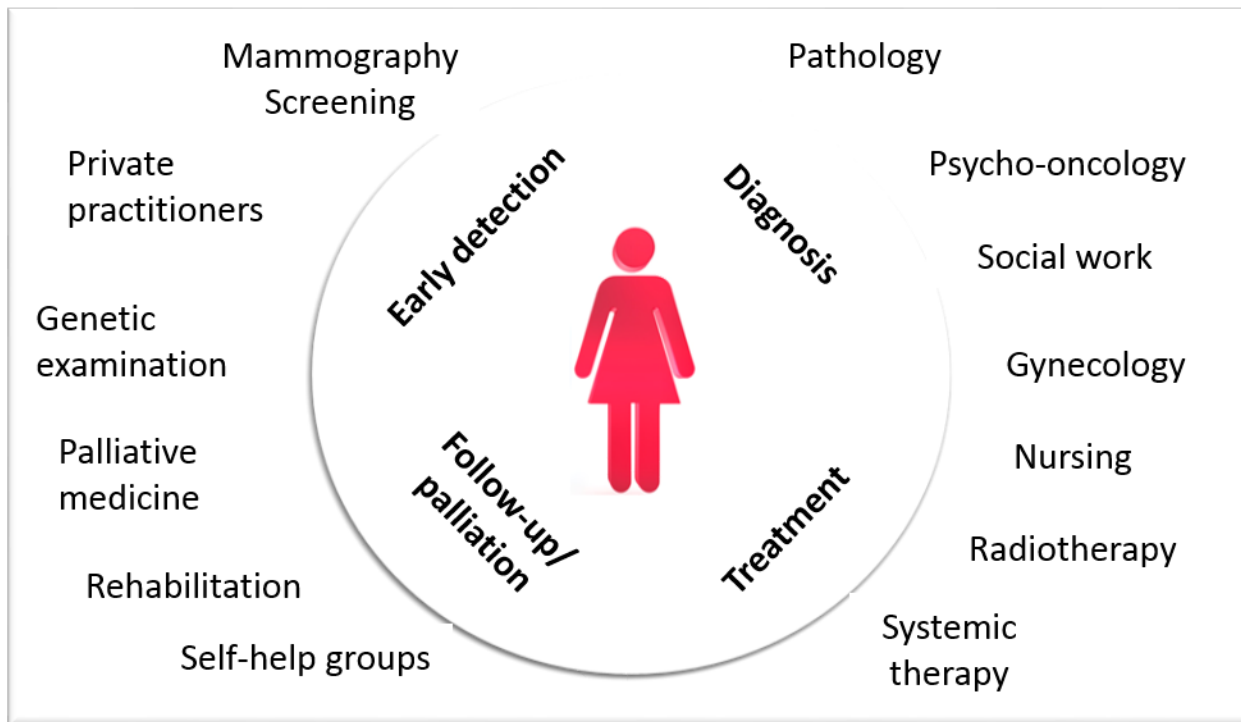 Mammography
Screening
Pathology
Private
practitioners
Early detection
Diagnosis
Psycho-oncology
Social work
Genetic
examination
Gynecology
Palliative
medicine
Follow-up/
palliation
Nursing
Treatment
Radiotherapy
Rehabilitation
Systemic
therapy
Self-help groups